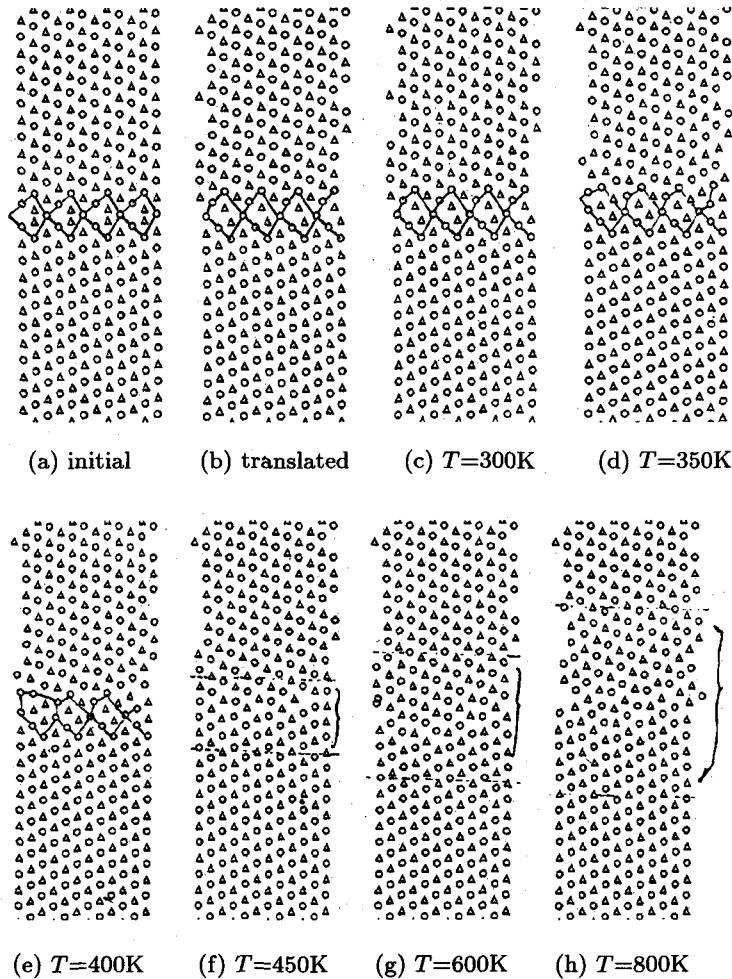 (a) initial (b) translated (c) T=300K (d) T=350K
(e) T=400K (f) T=450K (g) T=600K (h) T=800K